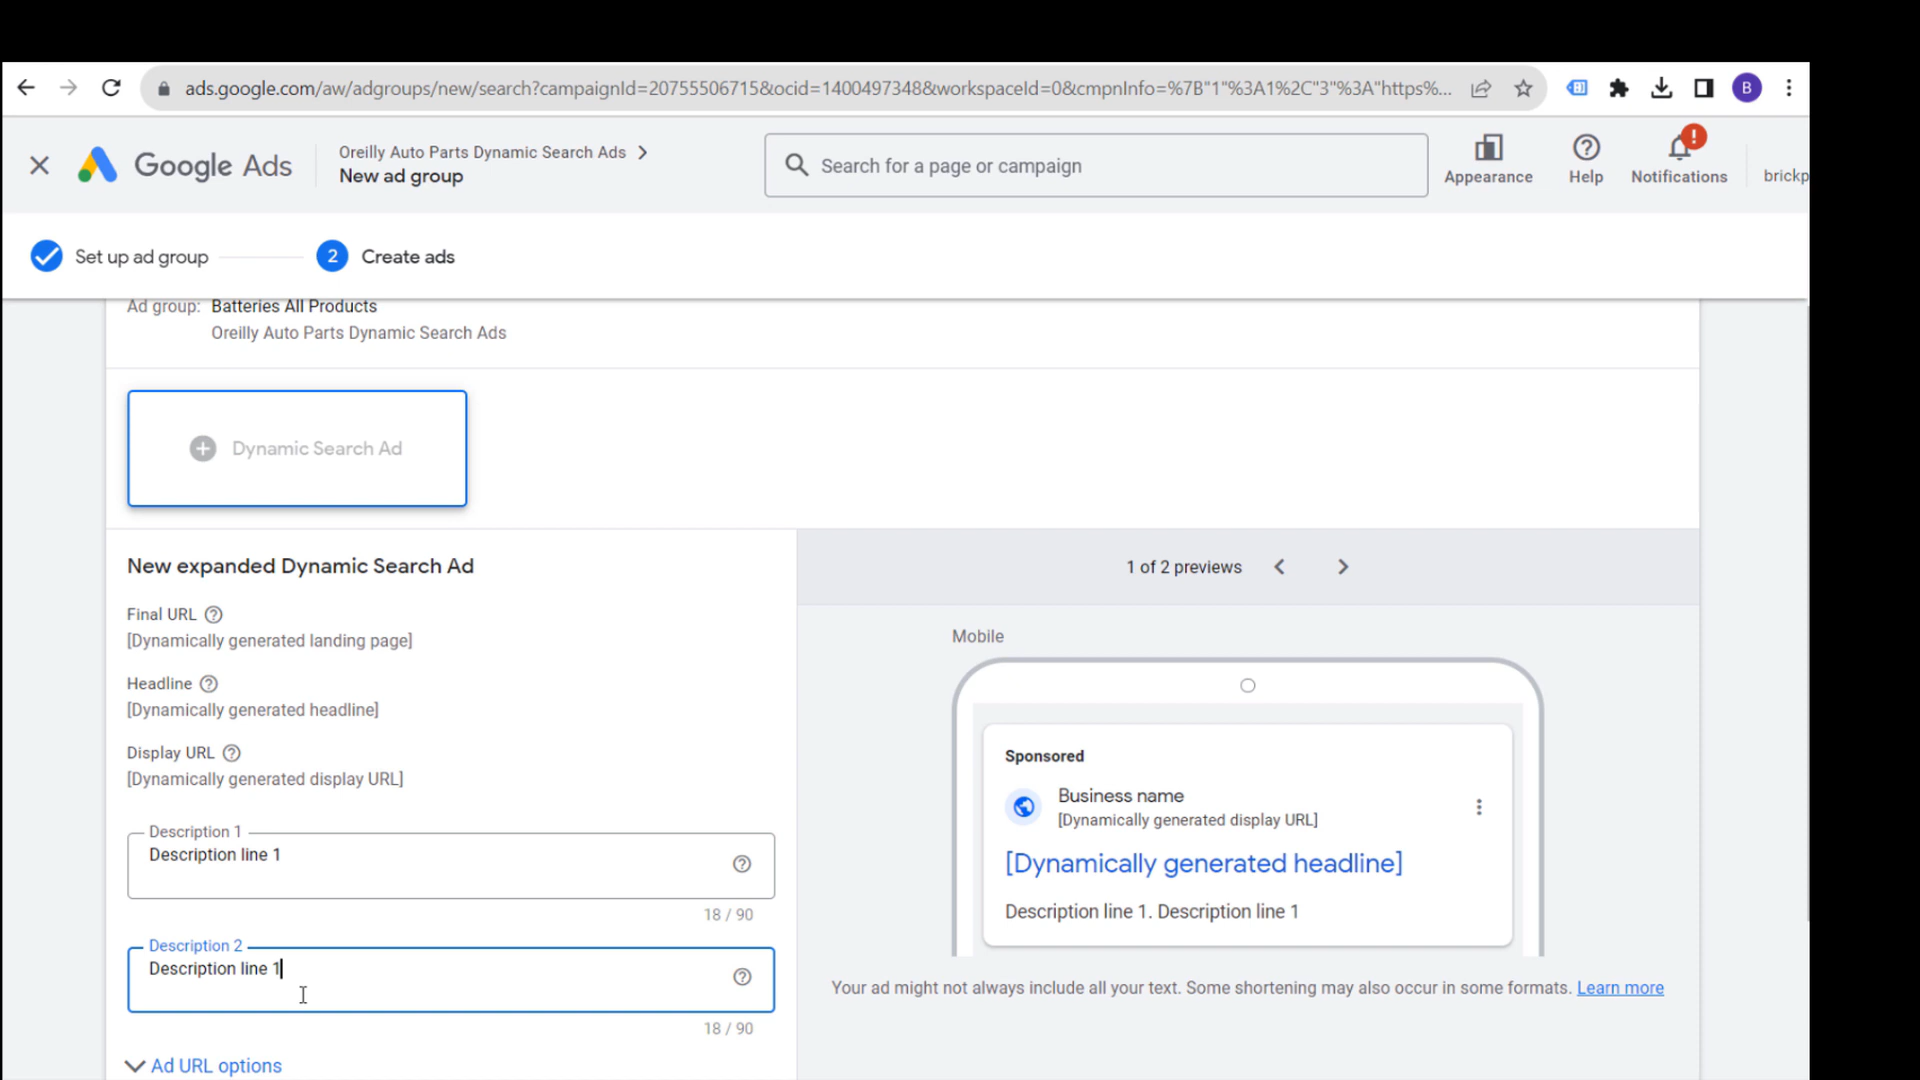 ads.google.com/aw/adgroups/new/search?campaignId=20755506715&ocid=1400497348&workspaceId=0&cmpnInfo=%7B"1"%3A1%2C"3"%3A"https%...
B
Google Ads
Oreilly Auto Parts Dynamic Search Ads
New ad group
Search for a page or campaign
Appearance
Help
!
Notifications
brickp
Set up ad group
2 Create ads
Ad group: Batteries All Products
Oreilly Auto Parts Dynamic Search Ads
Dynamic Search Ad
New expanded Dynamic Search Ad
Final URL
[Dynamically generated landing page]
Headline
[Dynamically generated headline]
Display URL
[Dynamically generated display URL]
Description 1
Description line 1
18 / 90
Description 2
Description line 1
18 / 90
Ad URL options
1 of 2 previews
Mobile
Sponsored
Business name
[Dynamically generated display URL]
[Dynamically generated headline]
Description line 1. Description line 1
Your ad might not always include all your text. Some shortening may also occur in some formats. Learn more